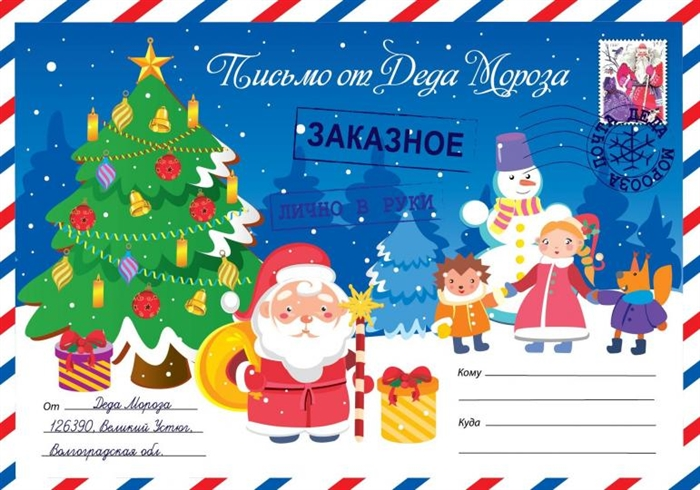 Письмо от Деда Мороза
ЗАКАЗНОЕ
ЛИЧНО В РУКИ
ПОЧТА ДЕДА МОРОЗА
Кому
Куда
От Деда Мороза
126390, Великий Устюг,
Волгоградская обл.